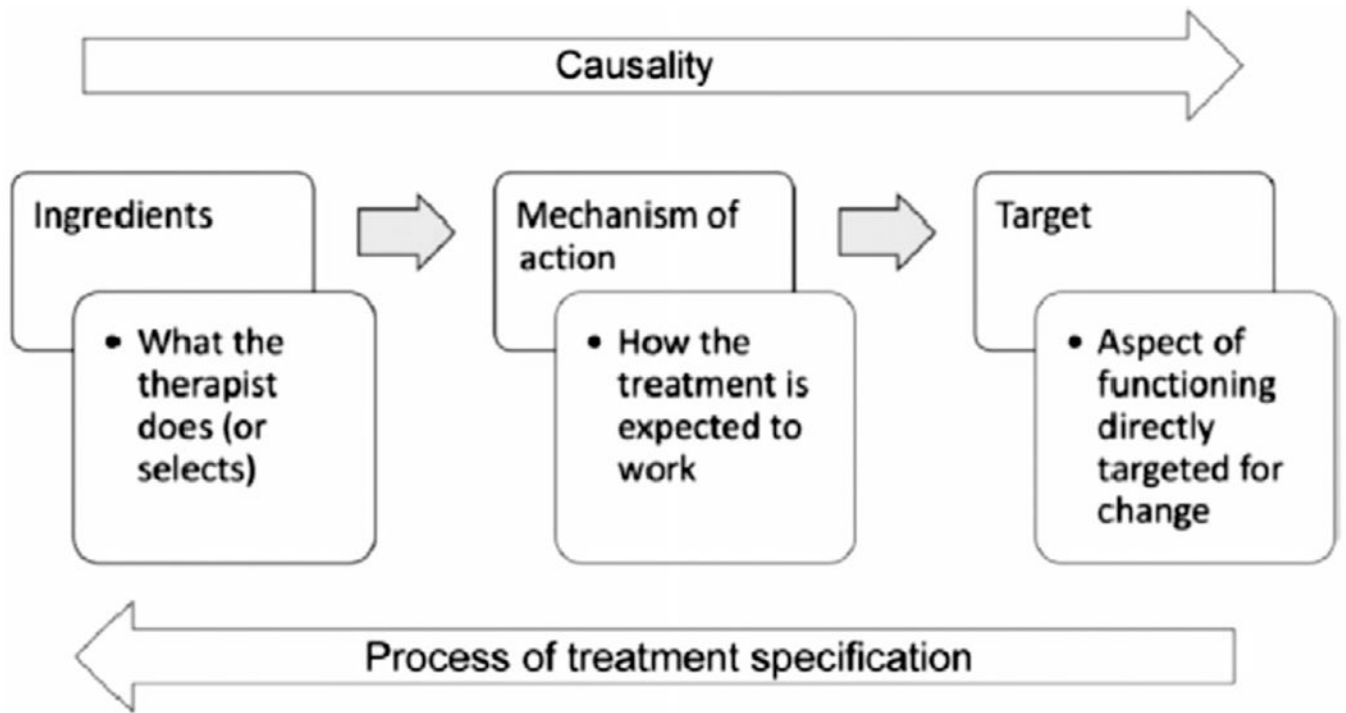 Causality
Ingredients
• What the
therapist
does (or
selects)
Mechanism of
action
• How the
treatment is
expected to
work
Target
• Aspect of
functioning
directly
targeted for
change
Process of treatment specification